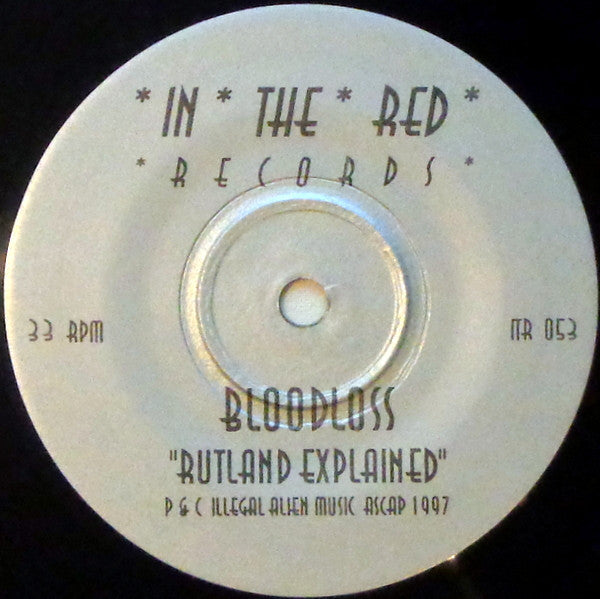 * IN * THE * RED *
* RECORDS *
33 RPM
ITR 053
BLOODLOSS
"RUTLAND EXPLAINED"
P & C ILLEGAL ALIEN MUSIC ASCAP 1997